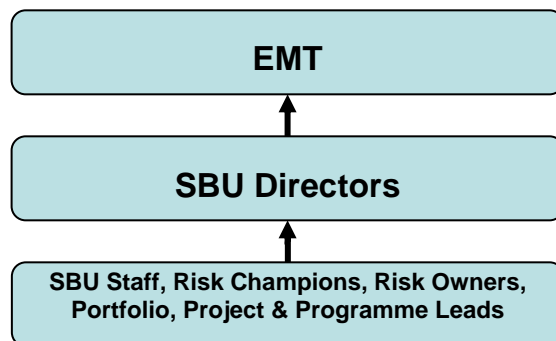 EMT
SBU Directors
SBU Staff, Risk Champions, Risk Owners,
Portfolio, Project & Programme Leads